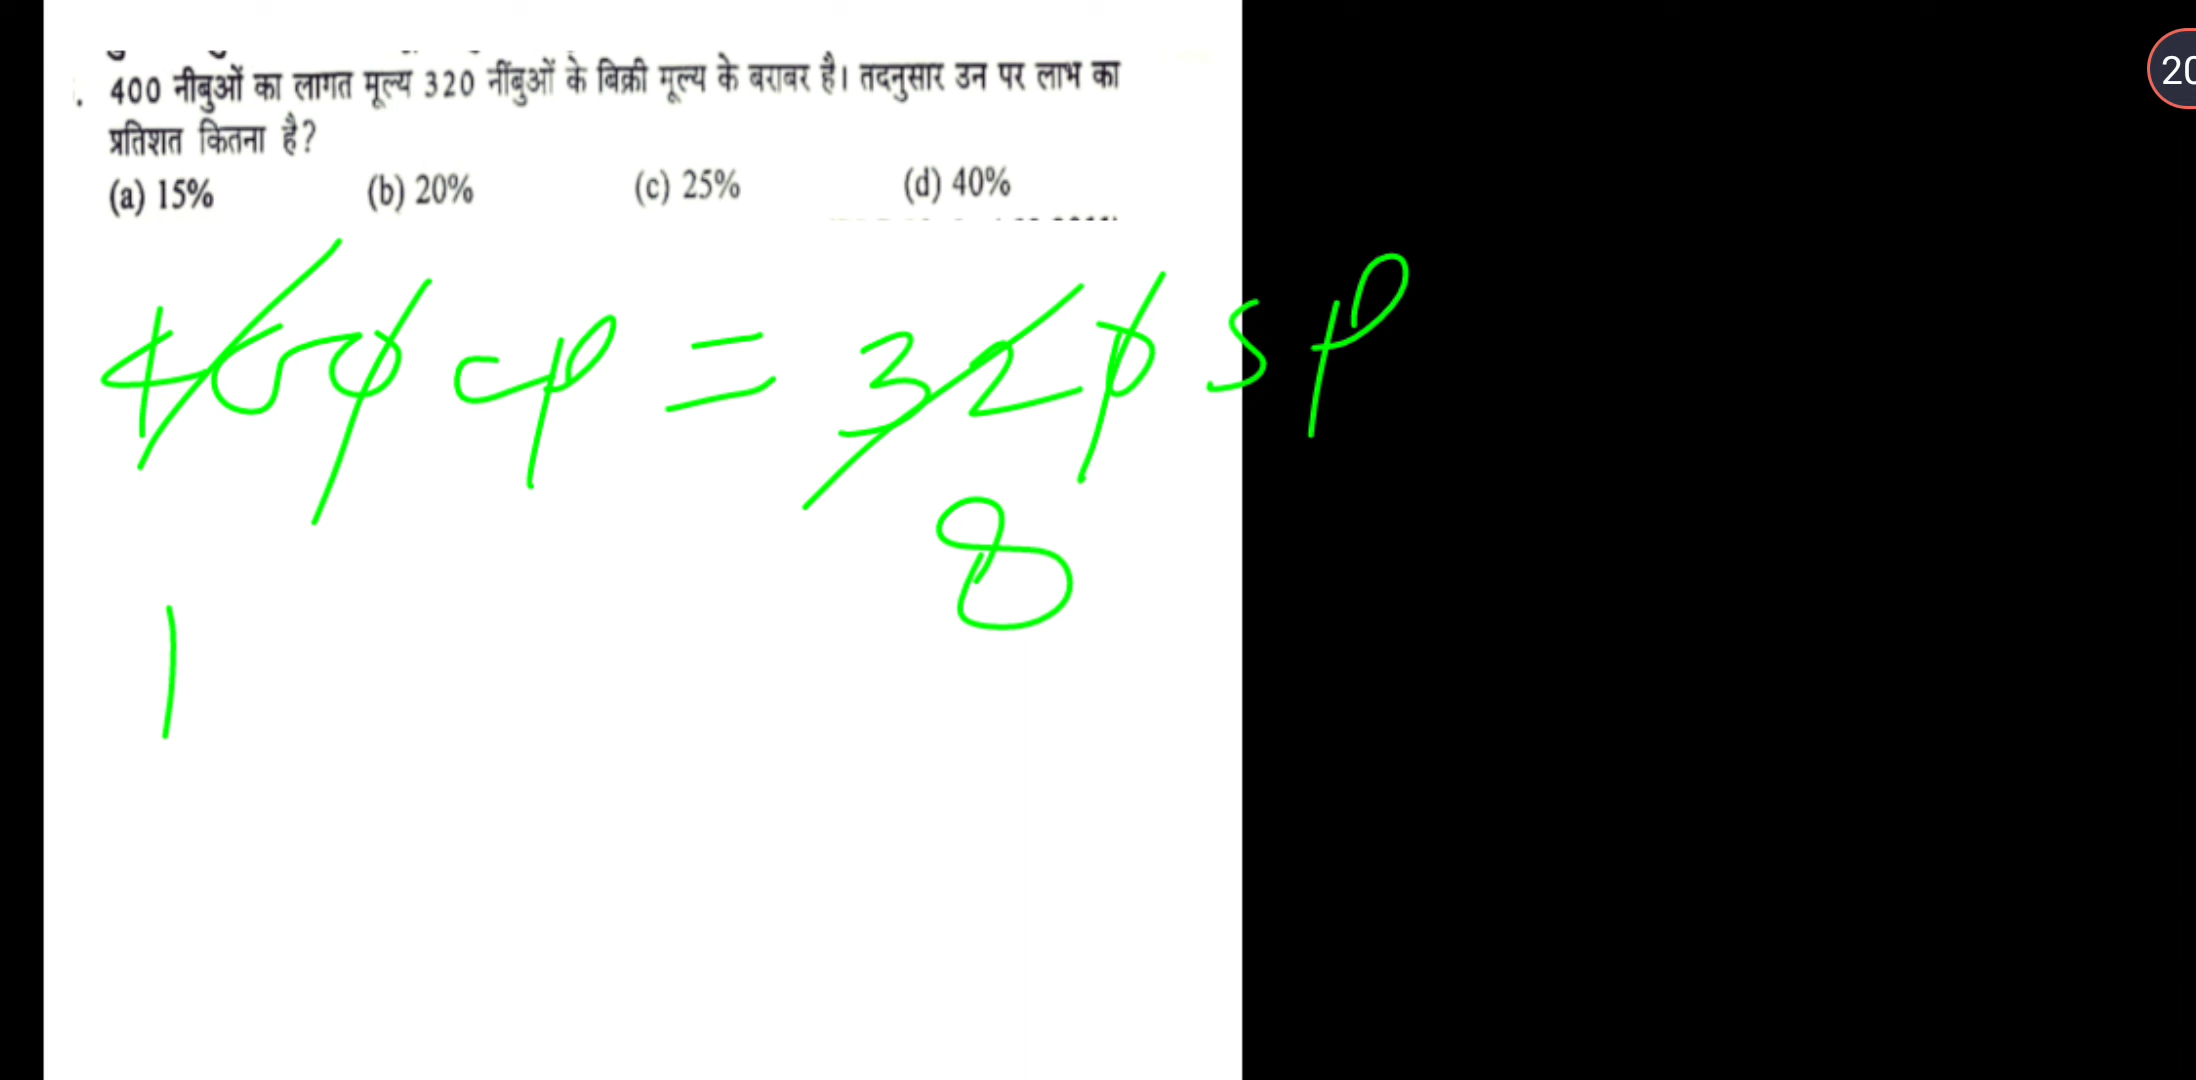 400 नीबुओं का लागत मूल्य 320 नींबुओं के बिक्री मूल्य के बराबर है। तदनुसार उन पर लाभ का
प्रतिशत कितना है?
(a) 15% (b) 20% (c) 25% (d) 40%
400 cp = 320 SP
8
1
20